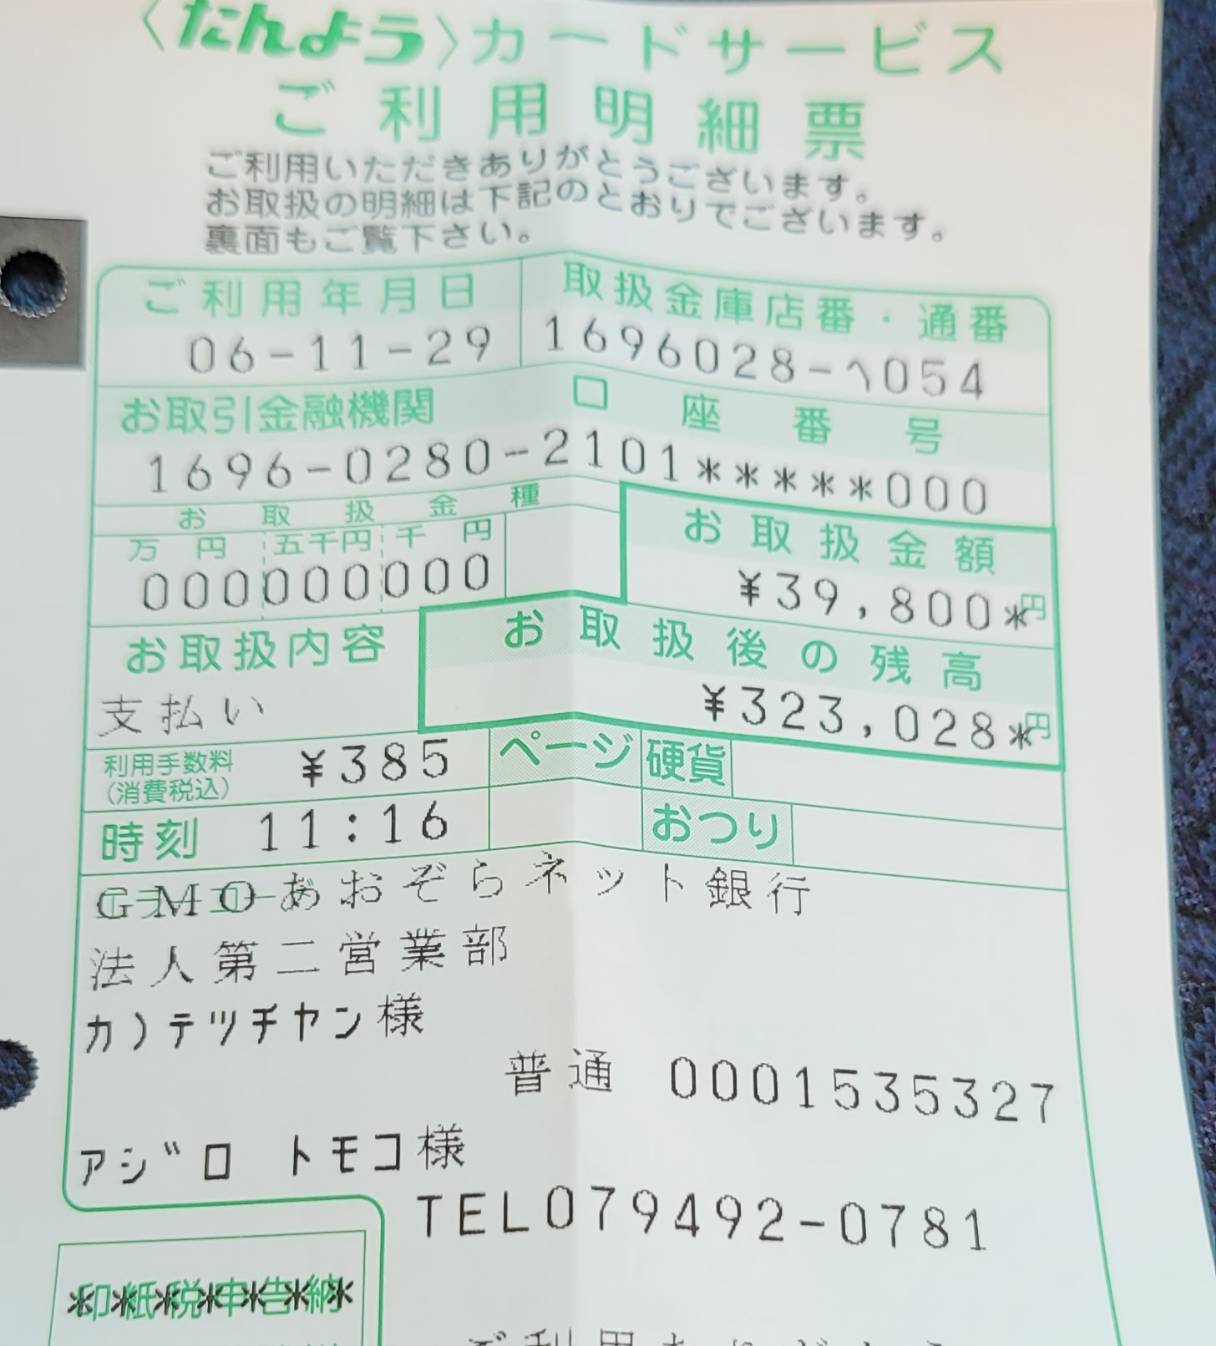 〈たんよう〉カードサービス
ご利用明細票
ご利用いただきありがとうございます。
お取扱の明細は下記のとおりでございます。
裏面もご覧下さい。
ご利用年月日 取扱金庫店番・通番
06-11-29 1696028-ヘ054
お取引金融機関 口座番号
1696-0280-2101*****000
お取扱金種
万円 五千円 千円
000000000
お取扱金額
¥39,800*円
お取扱内容
支払い
お取扱後の残高
¥323,028*円
利用手数料
(消費税込)
¥385
ページ 硬貨
時刻 11:16
おつり
GMOあおぞらネット銀行
法人第二営業部
カ)テツチヤン様
普通 0001535327
アジロ トモコ様
TEL079492-0781
*印*紙*税*申*告*納*